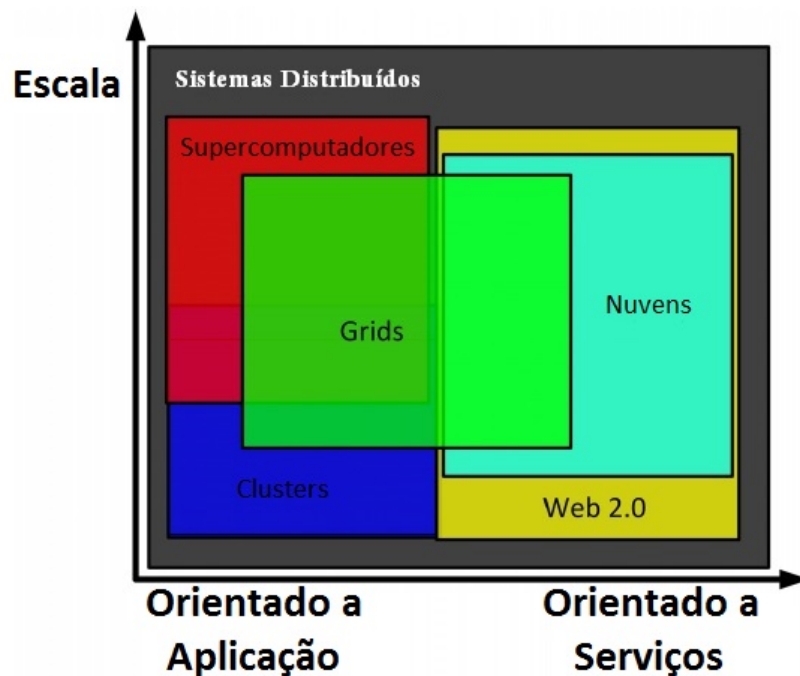 Escala
Sistemas Distribuídos
Supercomputadores
Grids
Nuvens
Clusters
Web 2.0
Orientado a
Aplicação
Orientado a
Serviços